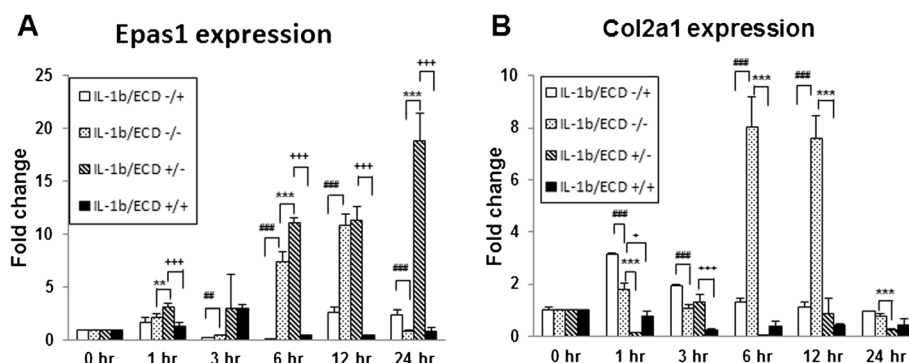 A
Epas1 expression
Fold change
25
20
15
10
5
0
IL-1b/ECD -/+
IL-1b/ECD -/-
IL-1b/ECD +/-
IL-1b/ECD +/+
** +++
##
### *** +++
### +++
### *** +++
0 hr 1 hr 3 hr 6 hr 12 hr 24 hr
B
Col2a1 expression
Fold change
10
8
6
4
2
0
IL-1b/ECD -/+
IL-1b/ECD -/-
IL-1b/ECD +/-
IL-1b/ECD +/+
### *** +
### +++
### ***
### ***
***
0 hr 1 hr 3 hr 6 hr 12 hr 24 hr